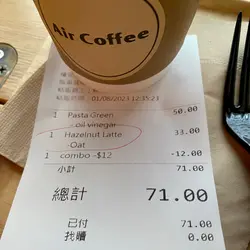 Air Coffee
01/08/2023 12:35:23
1 Pasta Green 50.00
oil vinegar
1 Hazelnut Latte 33.00
Oat
1 combo -$12 -12.00
合計 71.00
總計 71.00
已付 71.00
找贖 0.00